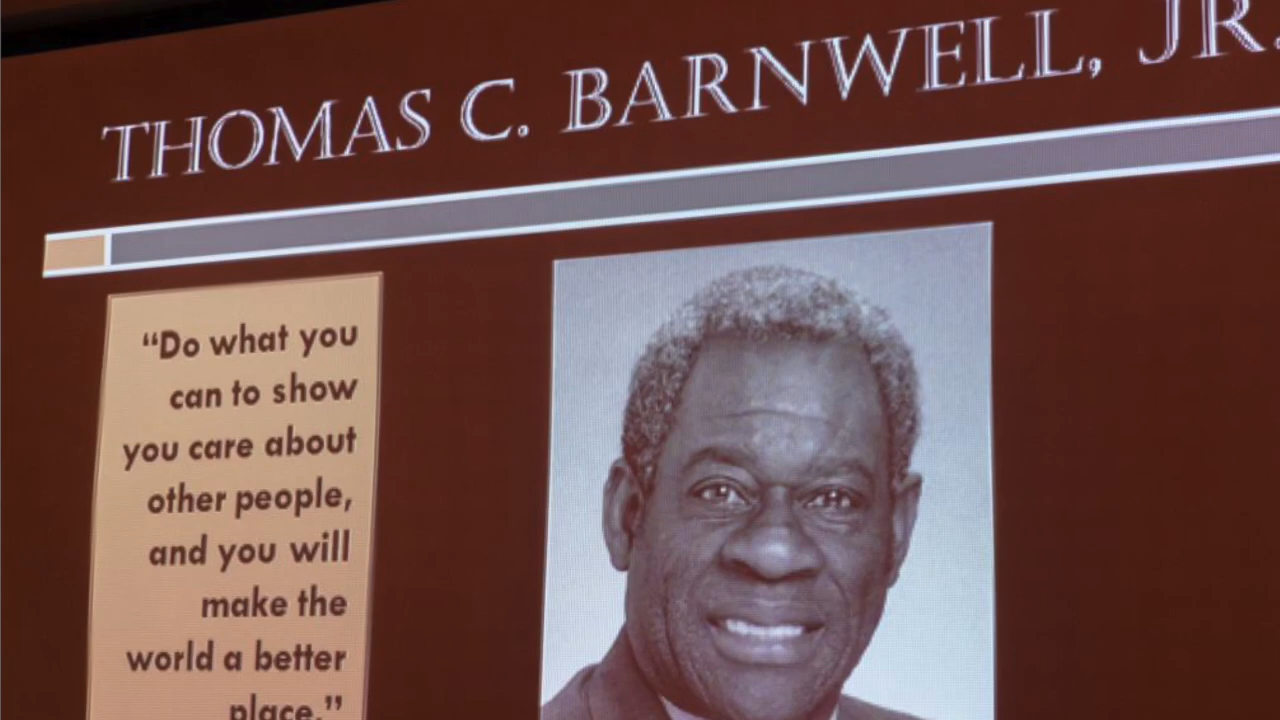 THOMAS C. BARNWELL, JR.
“Do what you
can to show
you care about
other people,
and you will
make the
world a better
place.”